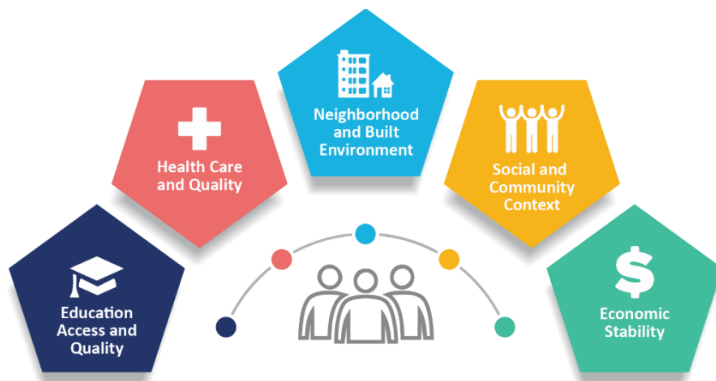 Education
Access and
Quality
Health Care
and Quality
Neighborhood
and Built
Environment
Social and
Community
Context
$
Economic
Stability